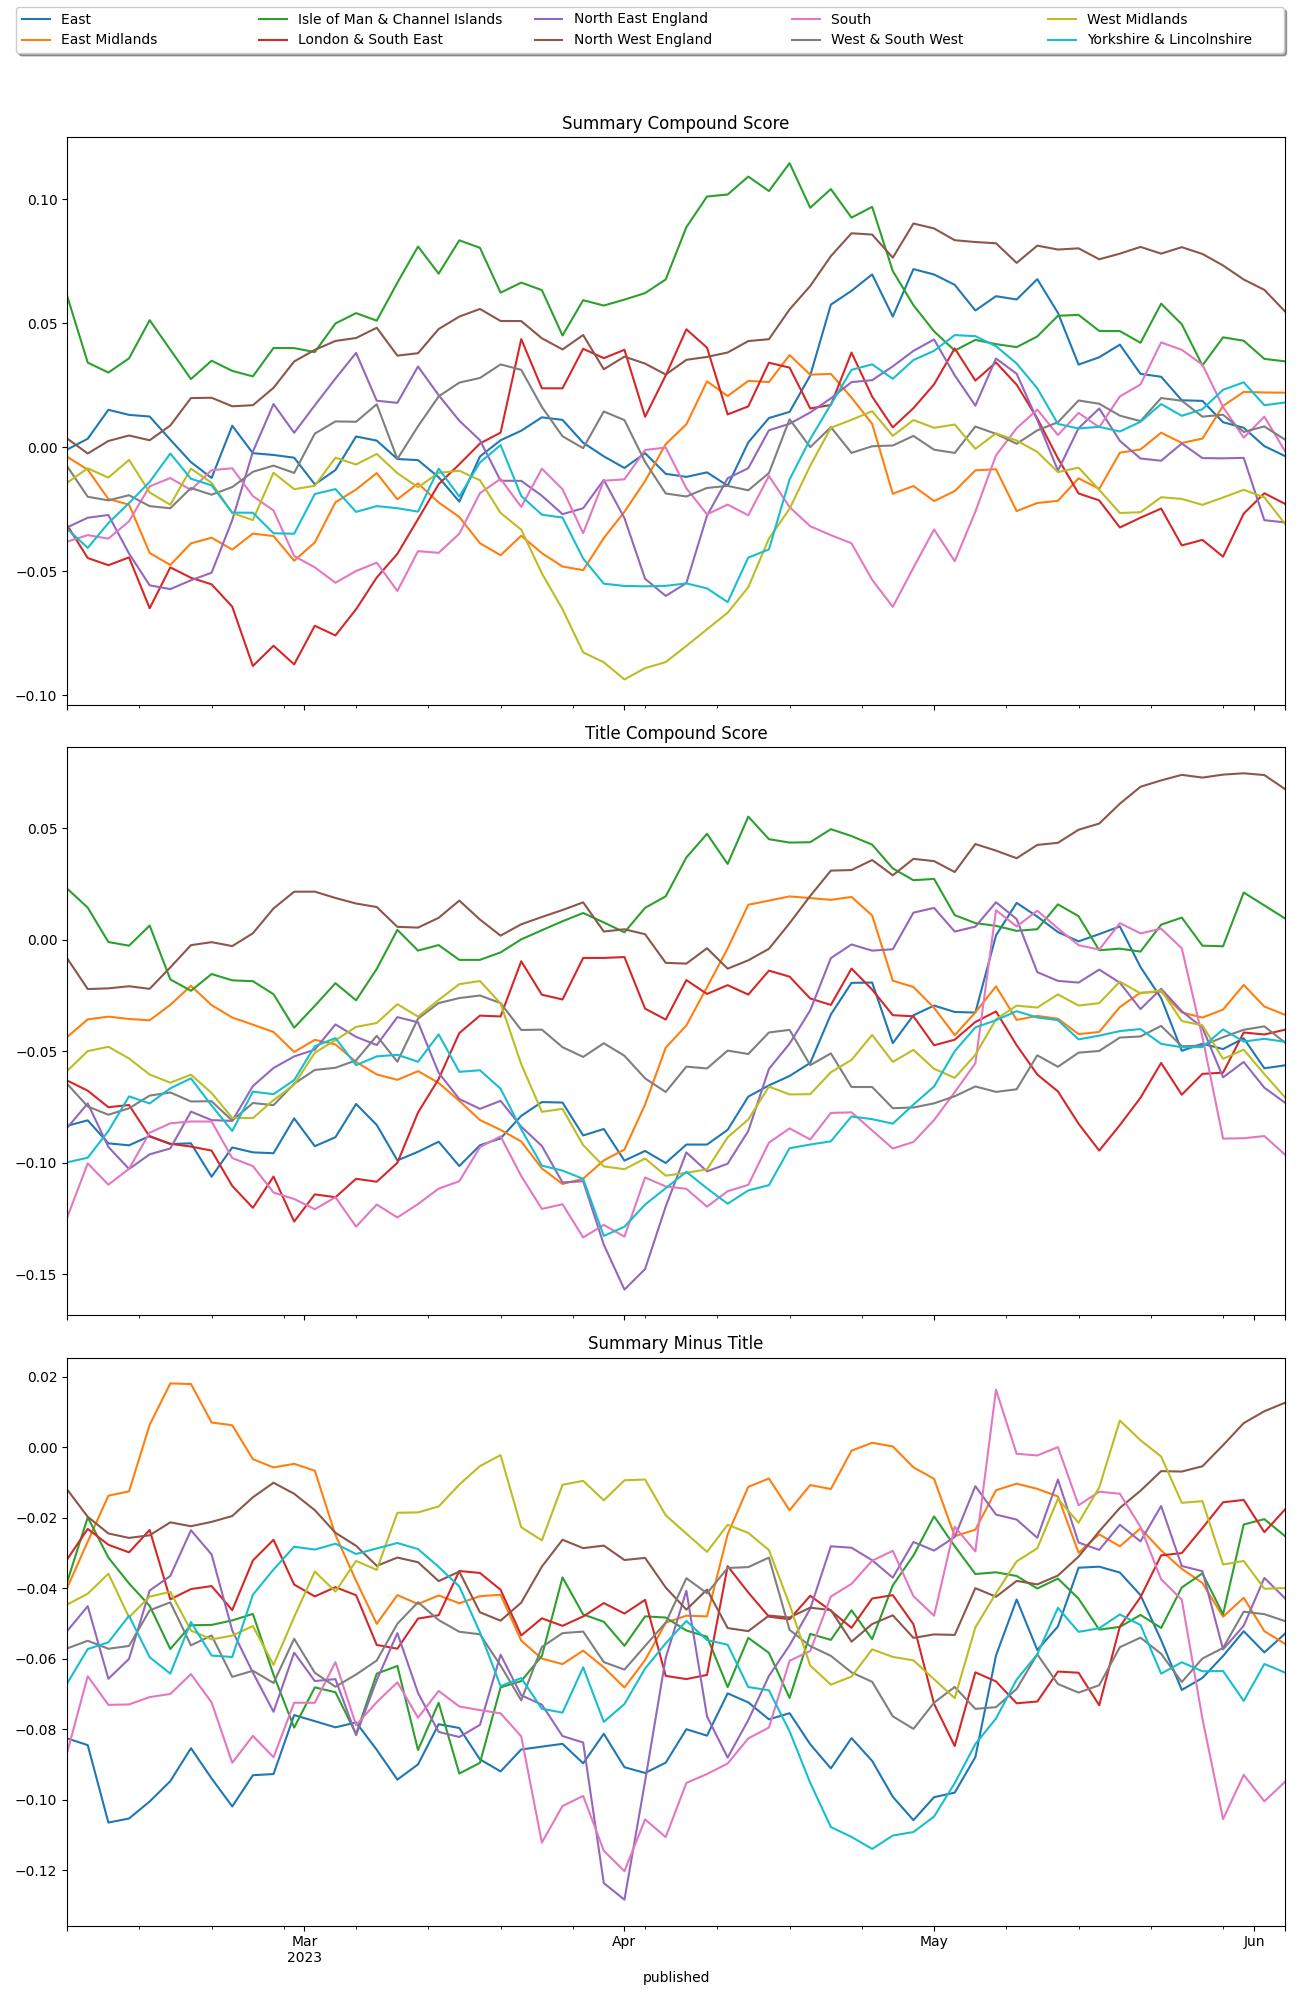 East
Isle of Man & Channel Islands
North East England
South
West Midlands
East Midlands
London & South East
North West England
West & South West
Yorkshire & Lincolnshire
Summary Compound Score
0.10
0.05
0.00
−0.05
−0.10
Title Compound Score
0.05
0.00
−0.05
−0.10
−0.15
Summary Minus Title
0.02
0.00
−0.02
−0.04
−0.06
−0.08
−0.10
−0.12
Mar
2023
Apr
May
Jun
published